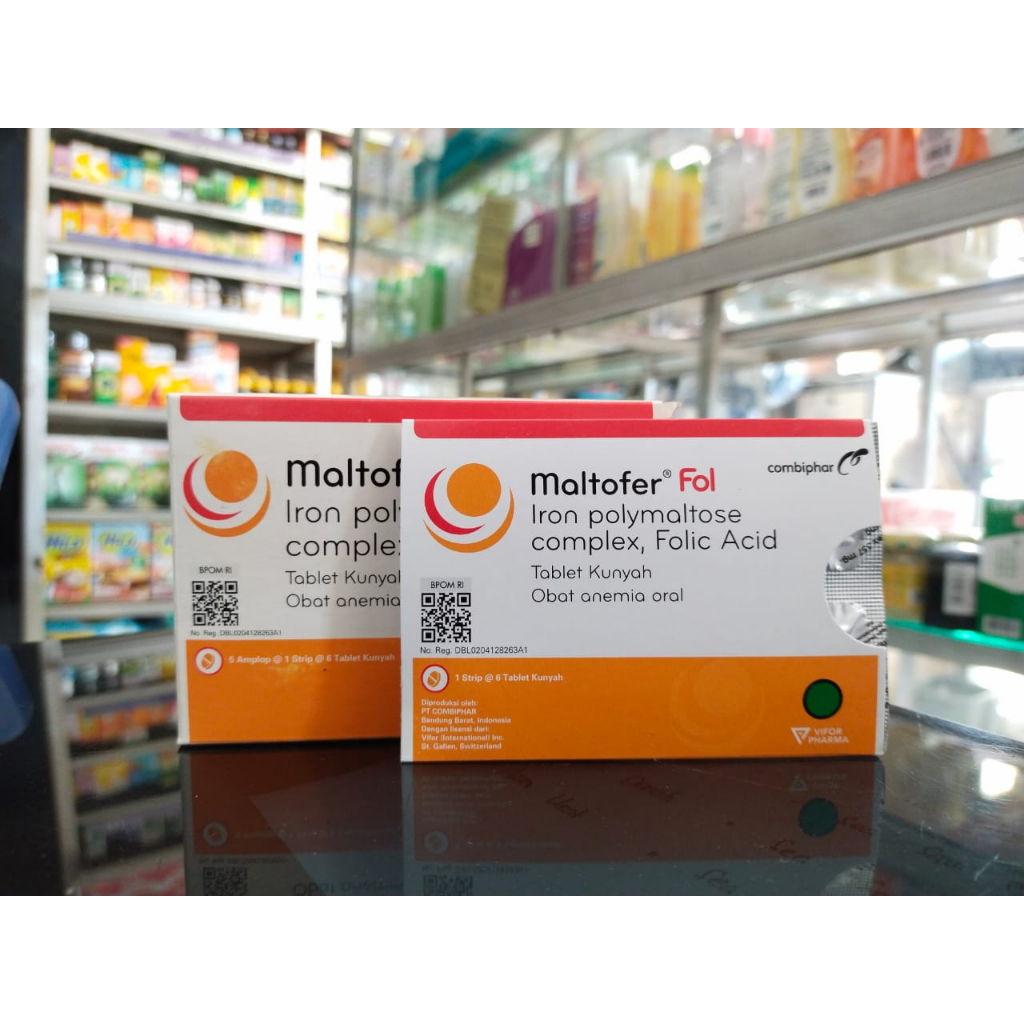 Maltof
Iron pol
complex
Tablet Kunyah
Obat anemia
BPOM RI
No. Reg. DBL0204128263A1
5 Amplop @ 1 Strip @ 6 Tablet Kunyah
combiphar
Maltofer® Fol
Iron polymaltose
complex, Folic Acid
Tablet Kunyah
Obat anemia oral
BPOM RI
No. Reg. DBL0204128263A1
1 Strip @ 6 Tablet Kunyah
Diproduksi oleh:
PT COMBIPHAR
Bandung Barat, Indonesia
Dengan lisensi dari:
Vifor (International) Inc.
St. Gallen, Switzerland
VIFOR
PHARMA
HiLo